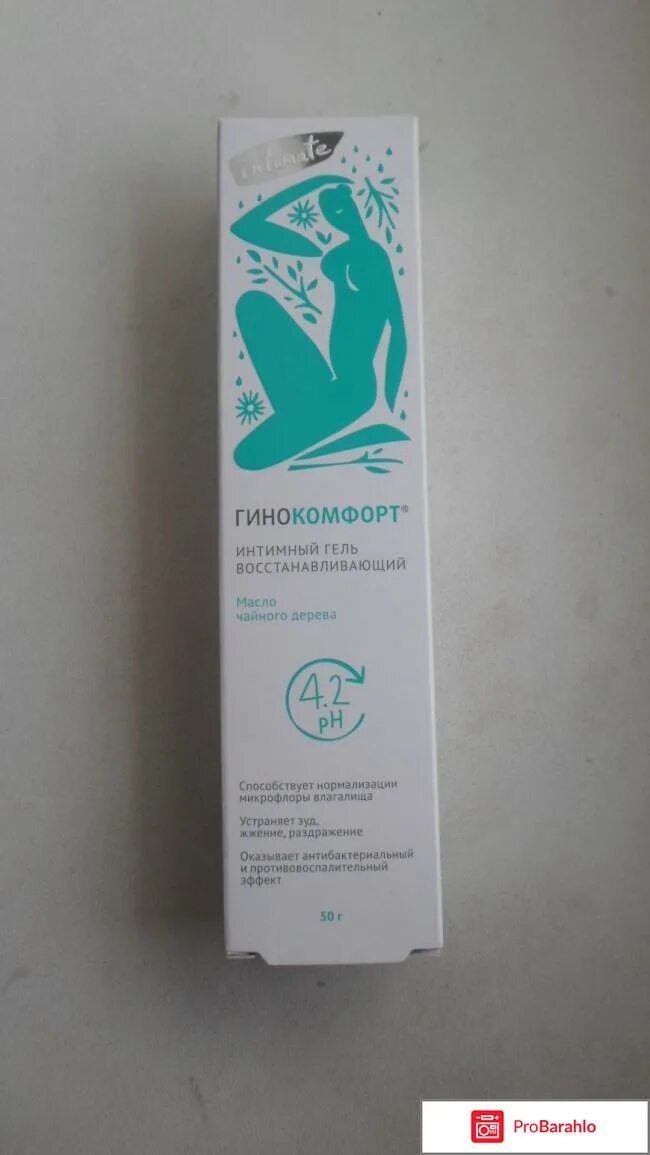 intimate
ГИНОКОМФОРТ®
ИНТИМНЫЙ ГЕЛЬ
ВОССТАНАВЛИВАЮЩИЙ
Масло
чайного дерева
4.2
pH
Способствует нормализации
микрофлоры влагалища
Устраняет зуд,
жжение, раздражение
Оказывает антибактериальный
и противовоспалительный
эффект
50 г
ProBarahlo